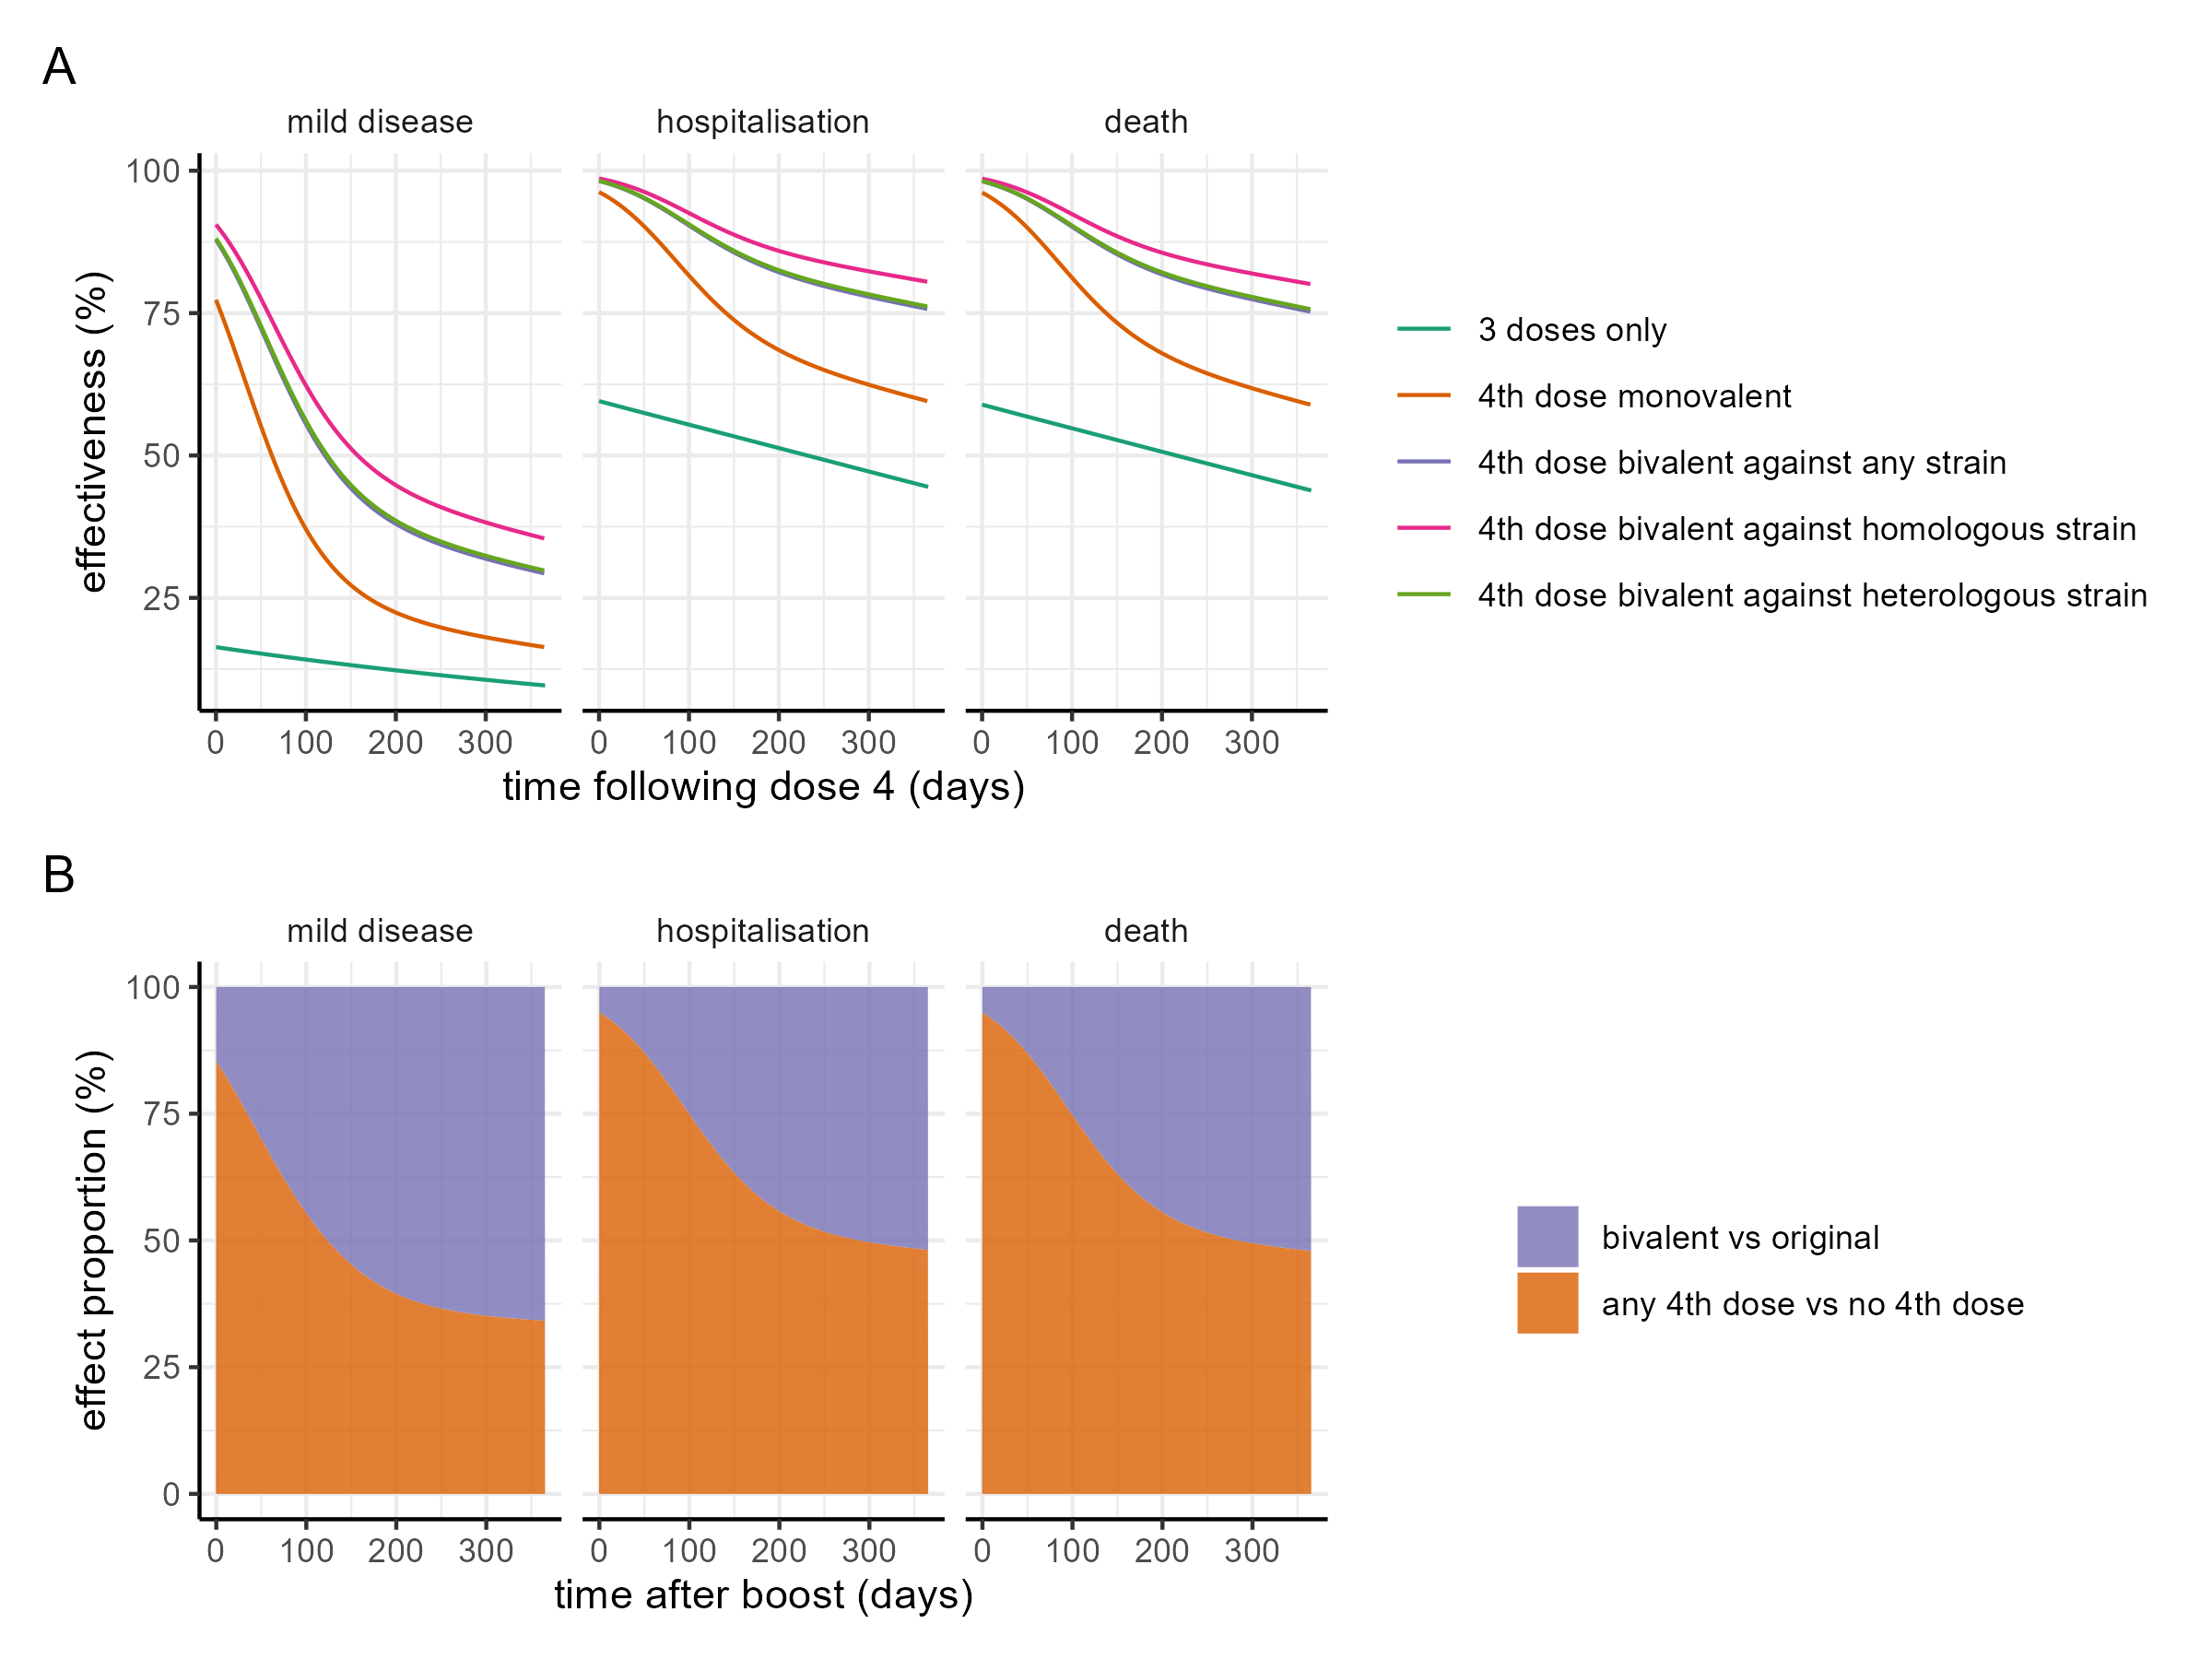 A
mild disease
hospitalisation
death
effectiveness (%)
100
75
50
25
0 100 200 300
0 100 200 300
0 100 200 300
time following dose 4 (days)
3 doses only
4th dose monovalent
4th dose bivalent against any strain
4th dose bivalent against homologous strain
4th dose bivalent against heterologous strain
B
mild disease
hospitalisation
death
effect proportion (%)
100
75
50
25
0
0 100 200 300
0 100 200 300
0 100 200 300
time after boost (days)
bivalent vs original
any 4th dose vs no 4th dose